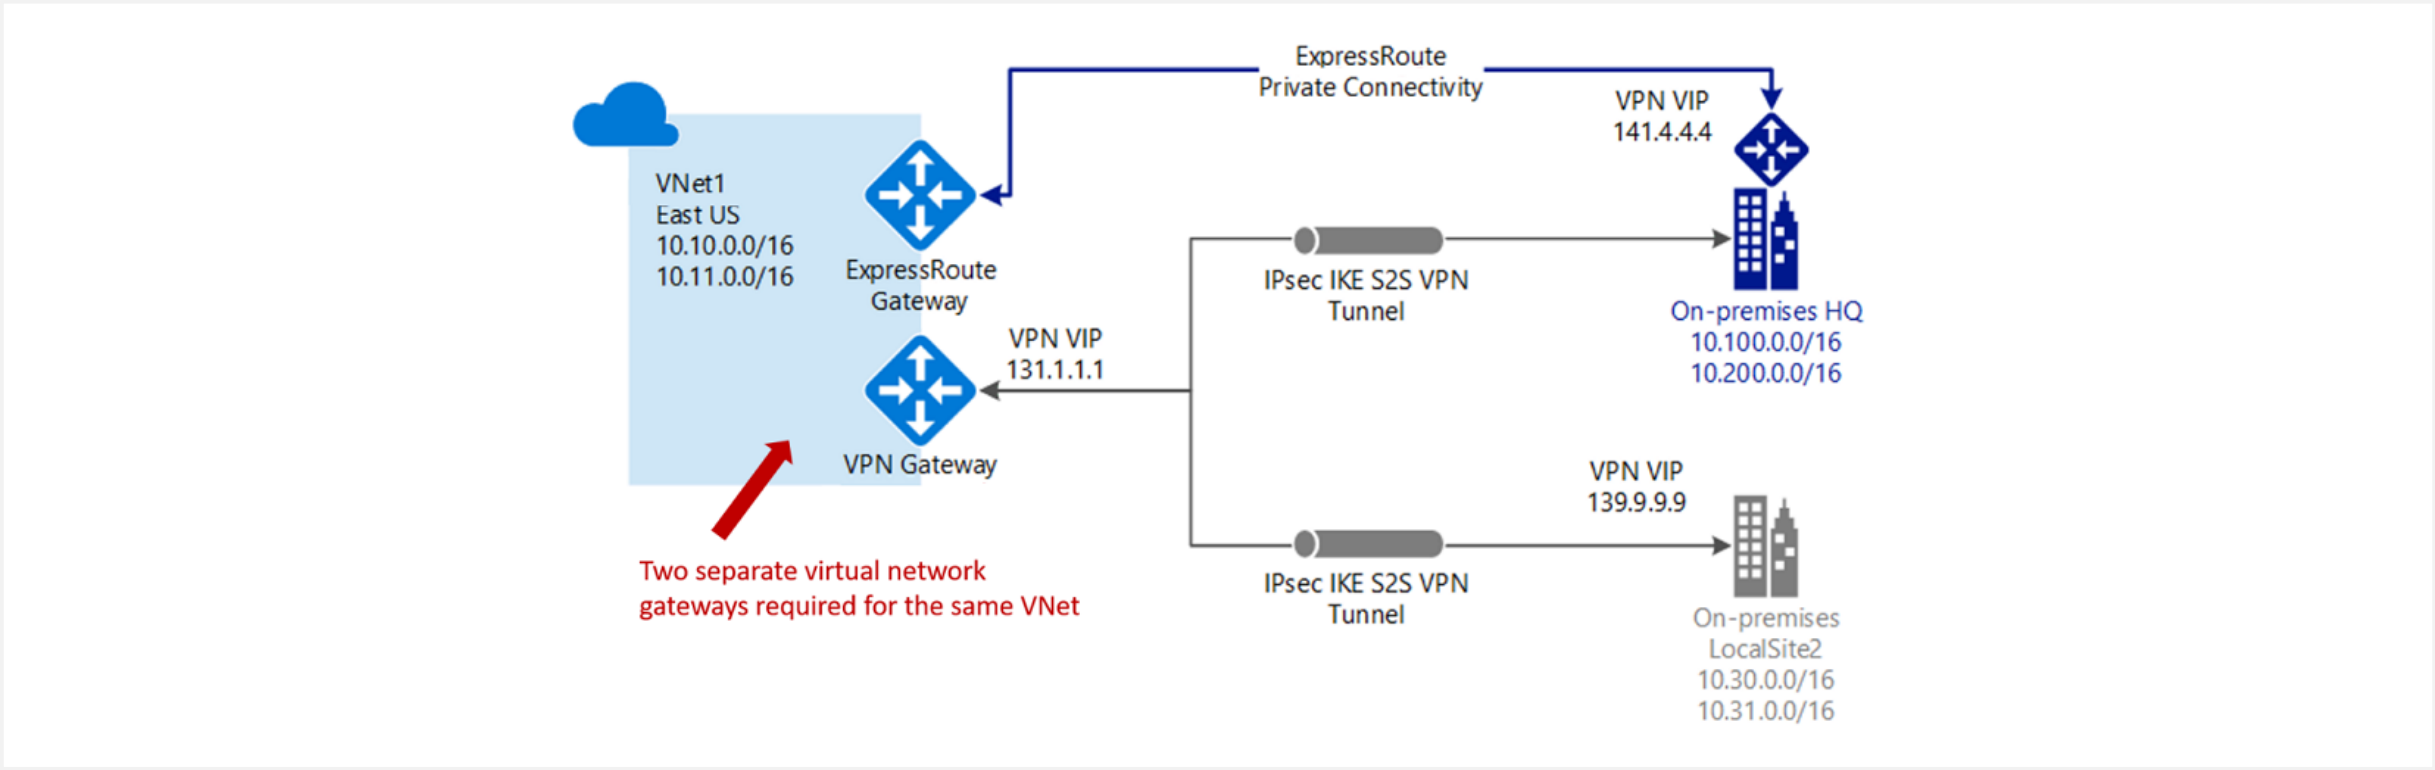 ExpressRoute
Private Connectivity
VPN VIP
141.4.4.4
VNet1
East US
10.10.0.0/16
10.11.0.0/16
ExpressRoute
Gateway
IPsec IKE S2S VPN
Tunnel
On-premises HQ
10.100.0.0/16
10.200.0.0/16
VPN VIP
131.1.1.1
VPN Gateway
VPN VIP
139.9.9.9
Two separate virtual network
gateways required for the same VNet
IPsec IKE S2S VPN
Tunnel
On-premises
LocalSite2
10.30.0.0/16
10.31.0.0/16